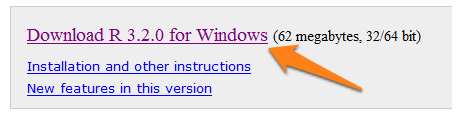 Download R 3.2.0 for Windows (62 megabytes, 32/64 bit)
Installation and other instructions
New features in this version